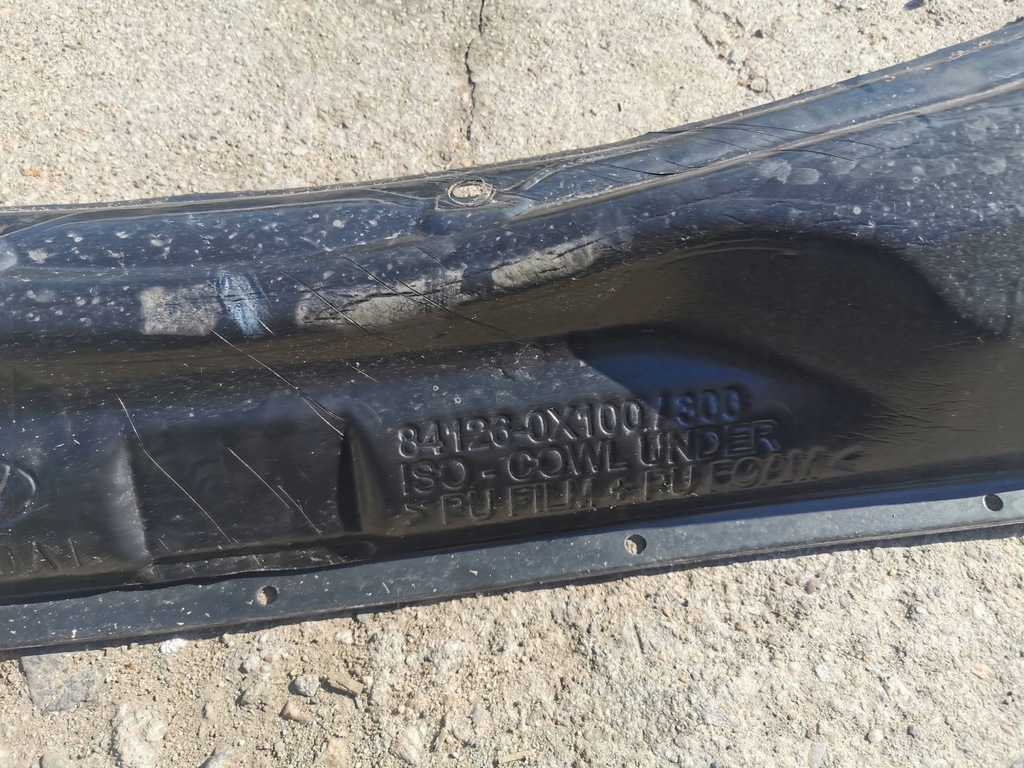 84126-0X100 / 300
ISO - COWL UNDER
> PU FILM + PU FOAM <